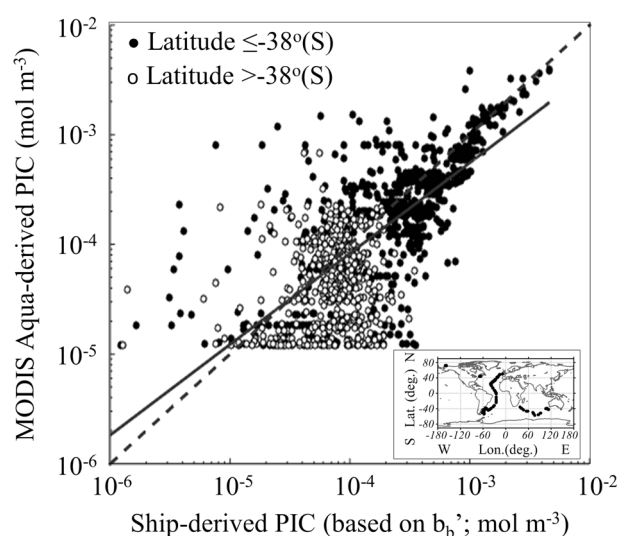 ● Latitude ≤-38º(S)
○ Latitude >-38º(S)
MODIS Aqua-derived PIC (mol m⁻³)
10⁻²
10⁻³
10⁻⁴
10⁻⁵
10⁻⁶
10⁻⁶ 10⁻⁵ 10⁻⁴ 10⁻³ 10⁻²
Ship-derived PIC (based on b_b’; mol m⁻³)
S Lat. (deg.) N
80
40
0
-40
-80
-180 -120 -60 0 60 120 180
W Lon.(deg.) E